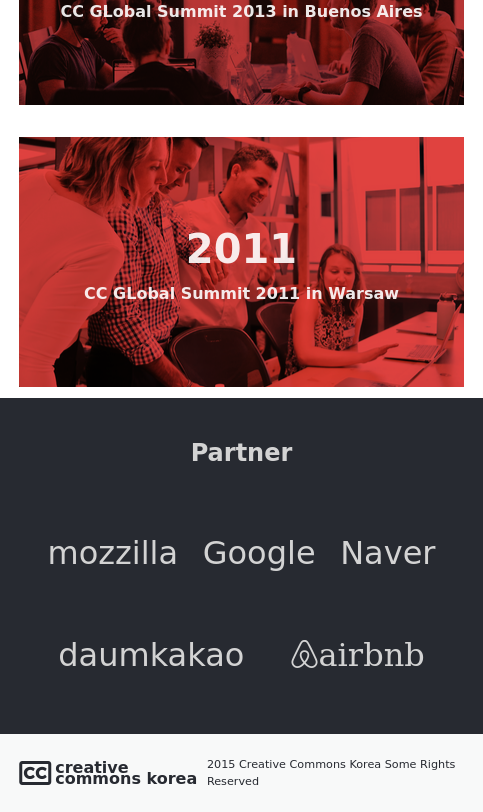 CC GLobal Summit 2013 in Buenos Aires
2011
CC GLobal Summit 2011 in Warsaw
Partner
mozzilla Google Naver
daumkakao airbnb
creative
commons korea
2015 Creative Commons Korea Some Rights
Reserved